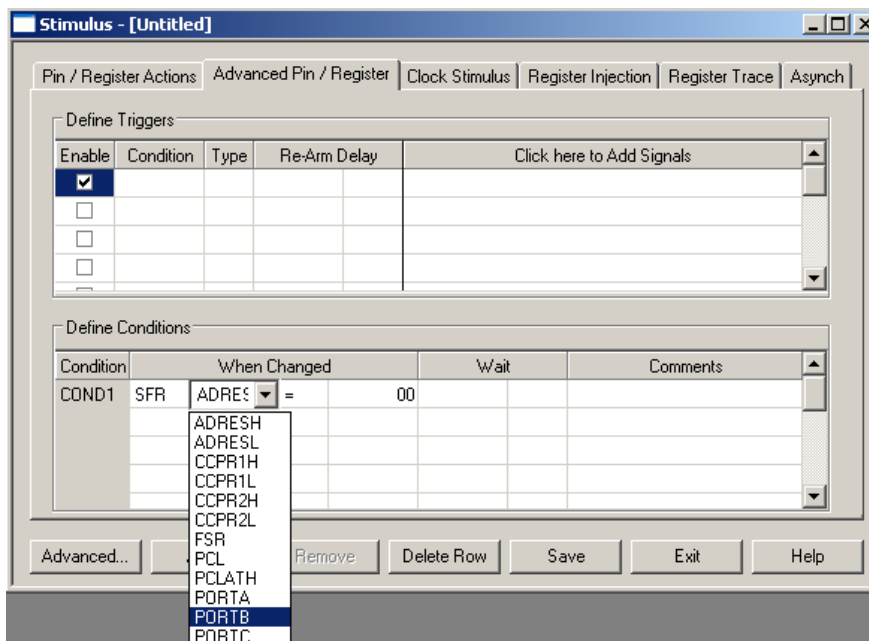 Stimulus - [Untitled]
Pin / Register Actions Advanced Pin / Register Clock Stimulus Register Injection Register Trace Asynch
Define Triggers
Enable Condition Type Re-Arm Delay Click here to Add Signals
Define Conditions
Condition When Changed Wait Comments
COND1 SFR ADRES = 00
ADRESH
ADRESL
CCPR1H
CCPR1L
CCPR2H
CCPR2L
FSR
PCL
PCLATH
PORTA
PORTB
PORTC
Advanced... Remove Delete Row Save Exit Help